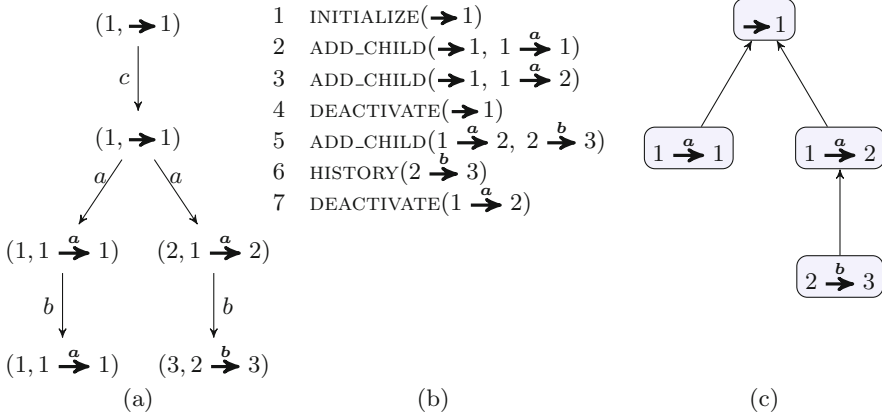 (1, → 1)
c
(1, → 1)
a a
(1, 1 →ᵃ 1) (2, 1 →ᵃ 2)
b b
(1, 1 →ᵃ 1) (3, 2 →ᵇ 3)
(a)
1 INITIALIZE(→ 1)
2 ADD_CHILD(→ 1, 1 →ᵃ 1)
3 ADD_CHILD(→ 1, 1 →ᵃ 2)
4 DEACTIVATE(→ 1)
5 ADD_CHILD(1 →ᵃ 2, 2 →ᵇ 3)
6 HISTORY(2 →ᵇ 3)
7 DEACTIVATE(1 →ᵃ 2)
(b)
→ 1
1 →ᵃ 1 1 →ᵃ 2
2 →ᵇ 3
(c)